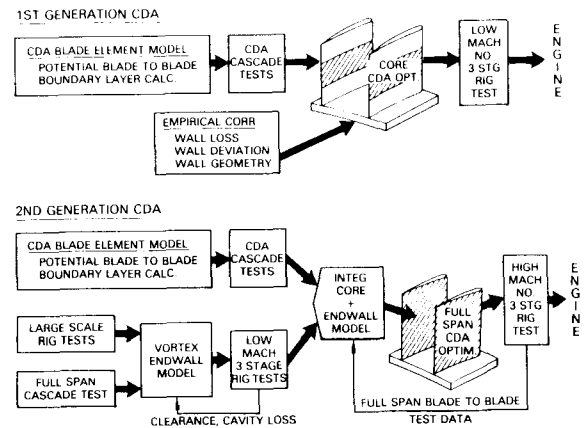 1ST GENERATION CDA
CDA BLADE ELEMENT MODEL
POTENTIAL BLADE TO BLADE
BOUNDARY LAYER CALC.
CDA
CASCADE
TESTS
CORE
CDA OPT.
LOW
MACH
NO
3 STG
RIG
TEST
ENGINE
EMPIRICAL CORR
WALL LOSS
WALL DEVIATION
WALL GEOMETRY
2ND GENERATION CDA
CDA BLADE ELEMENT MODEL
POTENTIAL BLADE TO BLADE
BOUNDARY LAYER CALC
CDA
CASCADE
TESTS
LARGE SCALE
RIG TESTS
FULL SPAN
CASCADE TEST
VORTEX
ENDWALL
MODEL
LOW
MACH
3 STAGE
RIG TESTS
CLEARANCE, CAVITY LOSS
INTEG
CORE
+
ENDWALL
MODEL
FULL
SPAN
CDA
OPTIM.
HIGH
MACH
NO
3 STG
RIG
TEST
ENGINE
FULL SPAN BLADE TO BLADE
TEST DATA